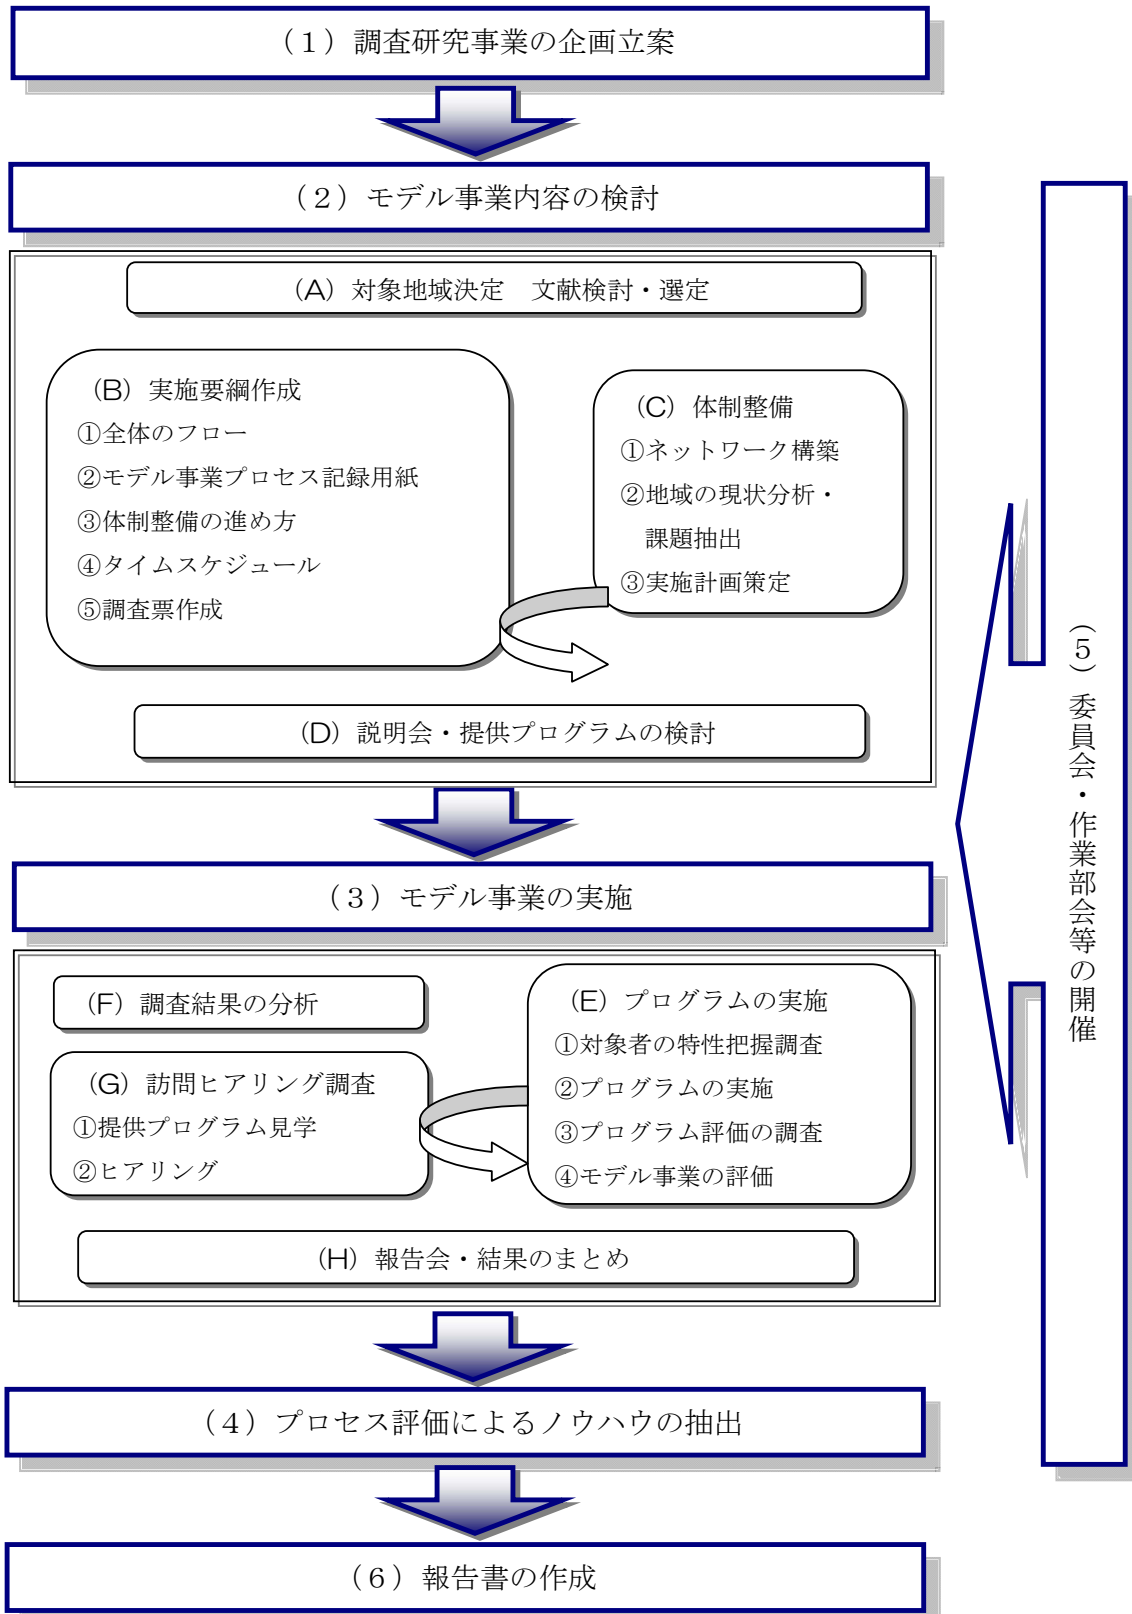 （１）調査研究事業の企画立案
（２）モデル事業内容の検討
（A）対象地域決定　文献検討・選定
（B）実施要綱作成
①全体のフロー
②モデル事業プロセス記録用紙
③体制整備の進め方
④タイムスケジュール
⑤調査票作成
（C）体制整備
①ネットワーク構築
②地域の現状分析・
課題抽出
③実施計画策定
（D）説明会・提供プログラムの検討
（３）モデル事業の実施
（F）調査結果の分析
（G）訪問ヒアリング調査
①提供プログラム見学
②ヒアリング
（E）プログラムの実施
①対象者の特性把握調査
②プログラムの実施
③プログラム評価の調査
④モデル事業の評価
（H）報告会・結果のまとめ
（４）プロセス評価によるノウハウの抽出
（５）委員会・作業部会等の開催
（６）報告書の作成